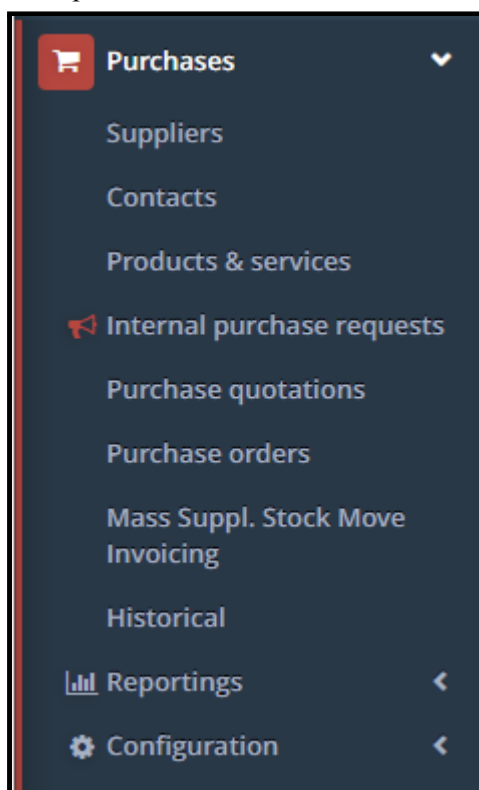 Purchases
Suppliers
Contacts
Products & services
Internal purchase requests
Purchase quotations
Purchase orders
Mass Suppl. Stock Move
Invoicing
Historical
Reportings
Configuration